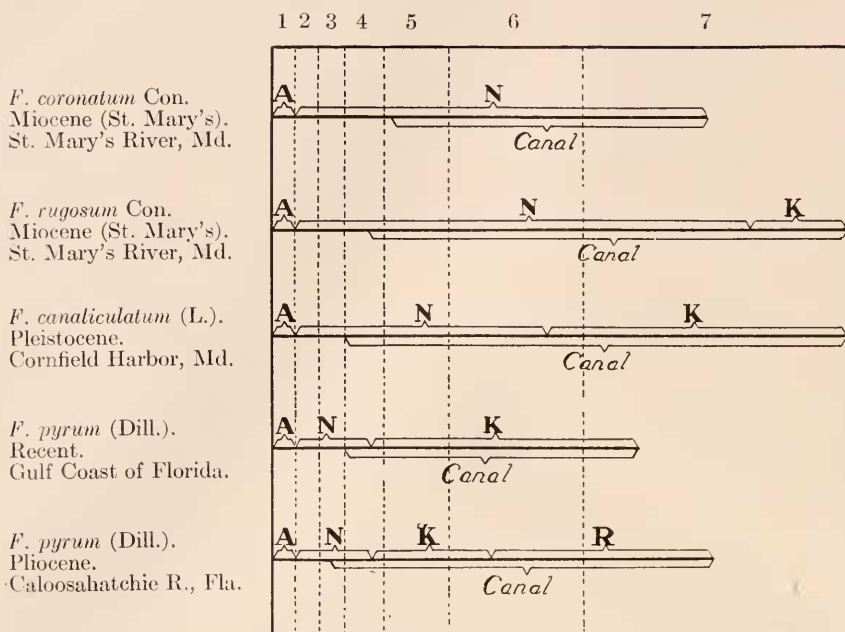 1 2 3 4 5 6 7
F. coronatum Con.
Miocene (St. Mary's).
St. Mary's River, Md.
A N
Canal
F. rugosum Con.
Miocene (St. Mary's).
St. Mary's River, Md.
A N K
Canal
F. canaliculatum (L.).
Pleistocene.
Cornfield Harbor, Md.
A N K
Canal
F. pyrum (Dill.).
Recent.
Gulf Coast of Florida.
A N K
Canal
F. pyrum (Dill.).
Pliocene.
Caloosahatchie R., Fla.
A N K R
Canal